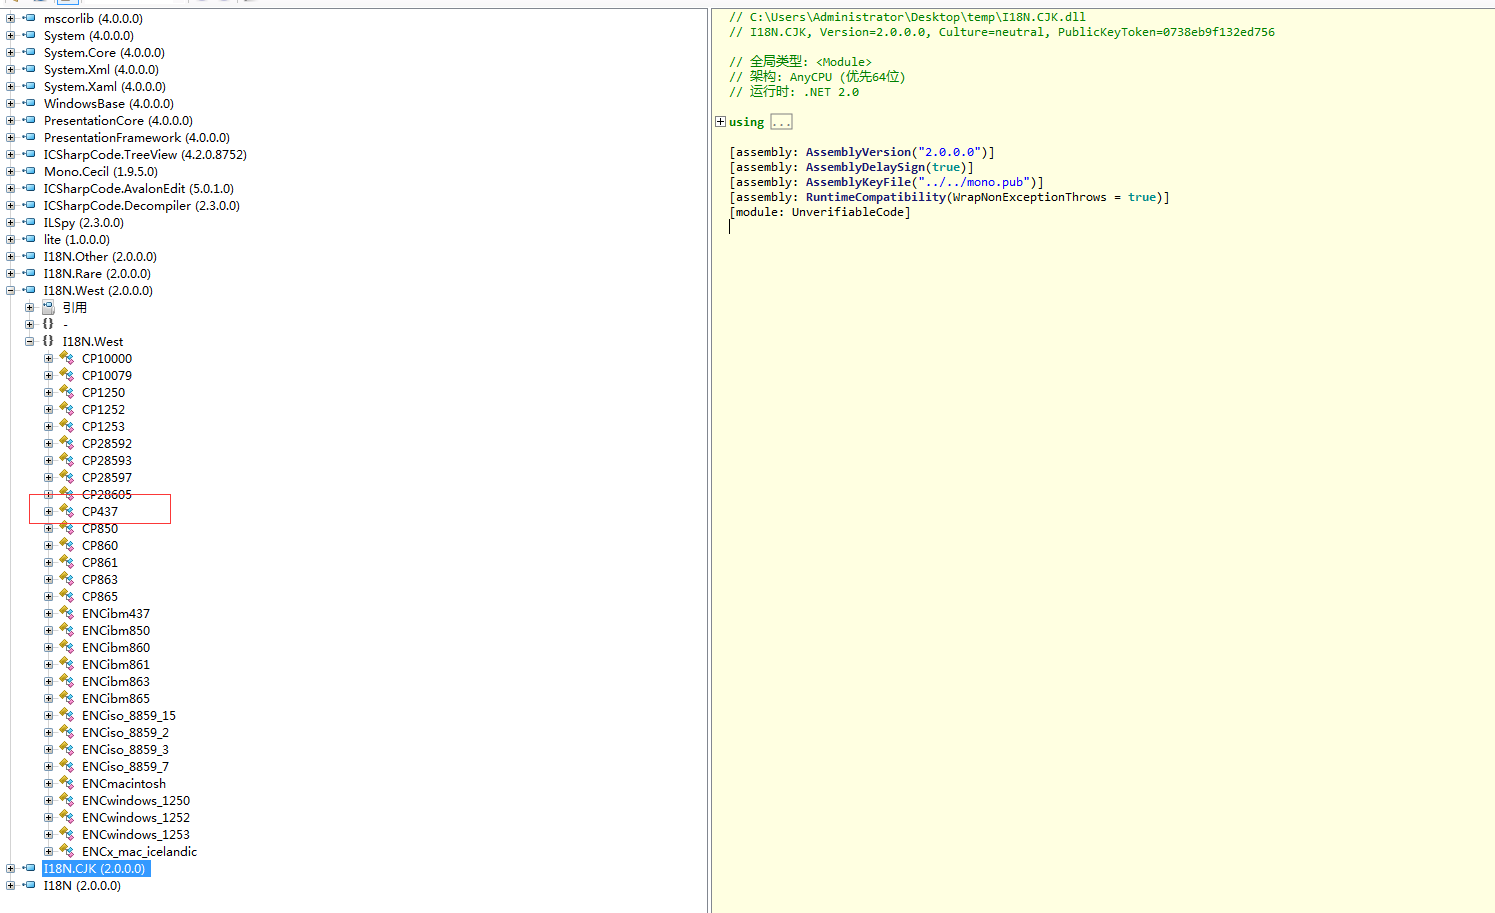 mscorlib (4.0.0.0)
System (4.0.0.0)
System.Core (4.0.0.0)
System.Xml (4.0.0.0)
System.Xaml (4.0.0.0)
WindowsBase (4.0.0.0)
PresentationCore (4.0.0.0)
PresentationFramework (4.0.0.0)
ICSharpCode.TreeView (4.2.0.8752)
Mono.Cecil (1.9.5.0)
ICSharpCode.AvalonEdit (5.0.1.0)
ICSharpCode.Decompiler (2.3.0.0)
ILSpy (2.3.0.0)
lite (1.0.0.0)
I18N.Other (2.0.0.0)
I18N.Rare (2.0.0.0)
I18N.West (2.0.0.0)
引用
{} -
{} I18N.West
CP10000
CP10079
CP1250
CP1252
CP1253
CP28592
CP28593
CP28597
CP28605
CP437
CP850
CP860
CP861
CP863
CP865
ENCibm437
ENCibm850
ENCibm860
ENCibm861
ENCibm863
ENCibm865
ENCiso_8859_15
ENCiso_8859_2
ENCiso_8859_3
ENCiso_8859_7
ENCmacintosh
ENCwindows_1250
ENCwindows_1252
ENCwindows_1253
ENCx_mac_icelandic
I18N.CJK (2.0.0.0)
I18N (2.0.0.0)
// C:\Users\Administrator\Desktop\temp\I18N.CJK.dll
// I18N.CJK, Version=2.0.0.0, Culture=neutral, PublicKeyToken=0738eb9f132ed756
// 全局类型: <Module>
// 架构: AnyCPU (优先64位)
// 运行时: .NET 2.0
using ...
[assembly: AssemblyVersion("2.0.0.0")]
[assembly: AssemblyDelaySign(true)]
[assembly: AssemblyKeyFile("../../mono.pub")]
[assembly: RuntimeCompatibility(WrapNonExceptionThrows = true)]
[module: UnverifiableCode]